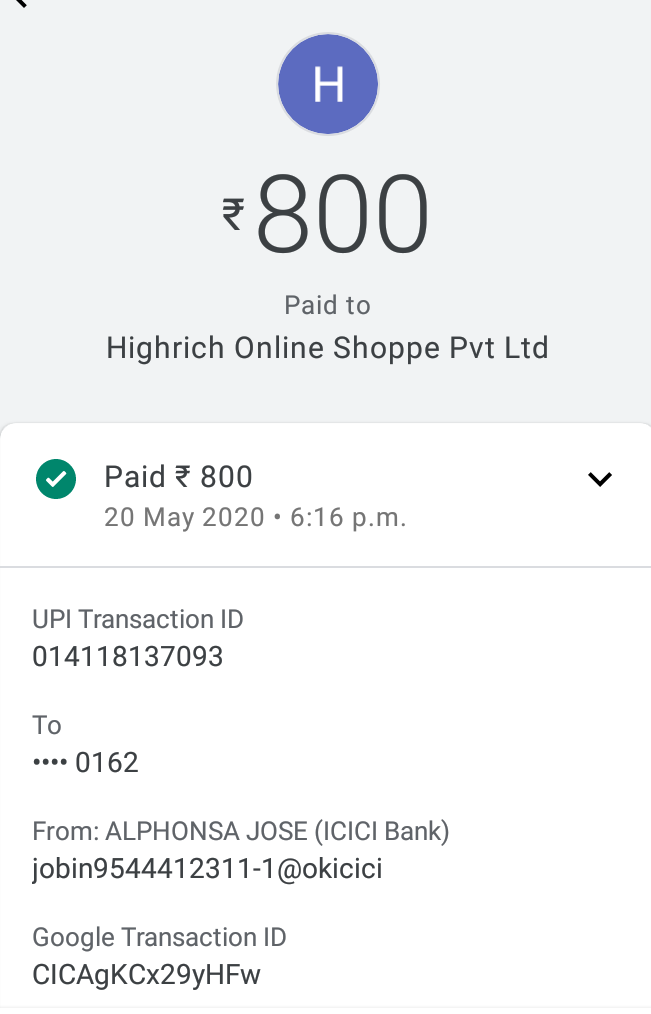 H
₹800
Paid to
Highrich Online Shoppe Pvt Ltd
Paid ₹ 800
20 May 2020 • 6:16 p.m.
UPI Transaction ID
014118137093
To
•••• 0162
From: ALPHONSA JOSE (ICICI Bank)
jobin9544412311-1@okicici
Google Transaction ID
CICAgKCx29yHFw